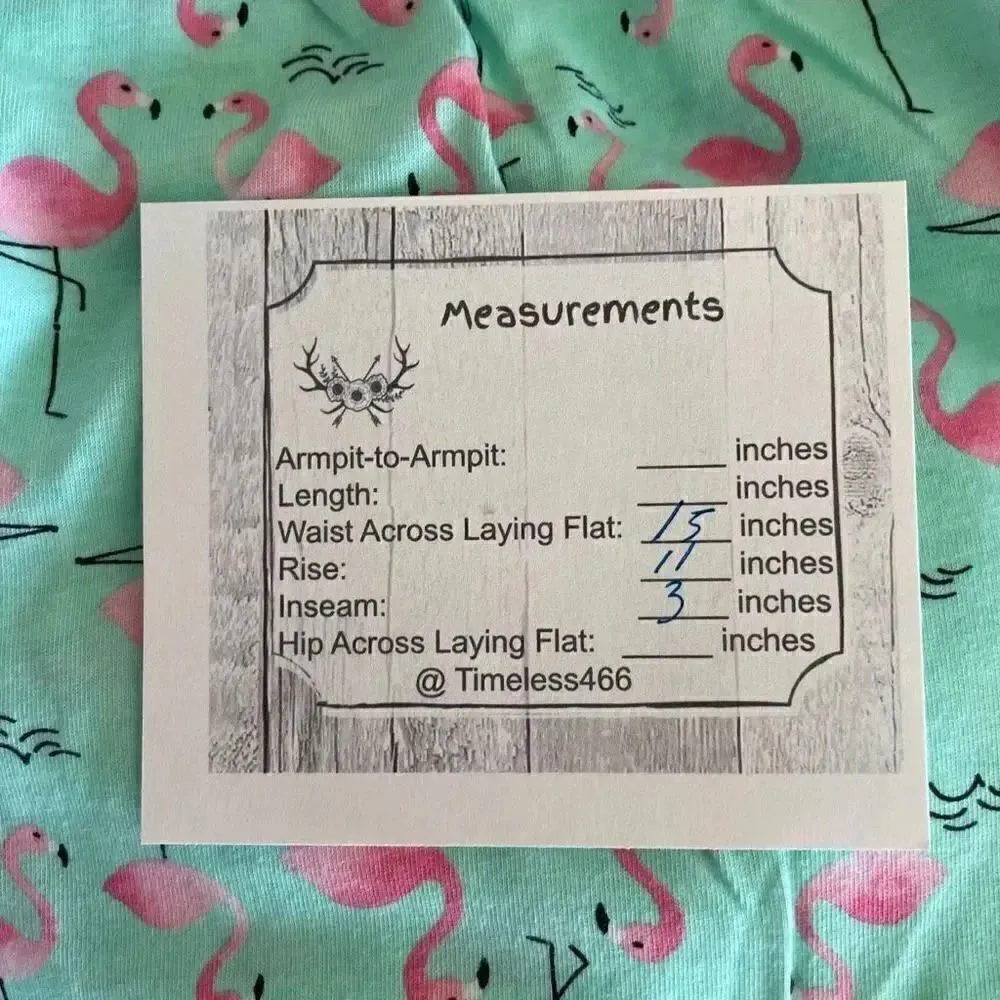 Measurements
Armpit-to-Armpit: ______ inches
Length: ______ inches
Waist Across Laying Flat: 15 inches
Rise: 11 inches
Inseam: 3 inches
Hip Across Laying Flat: ______ inches
@ Timeless466